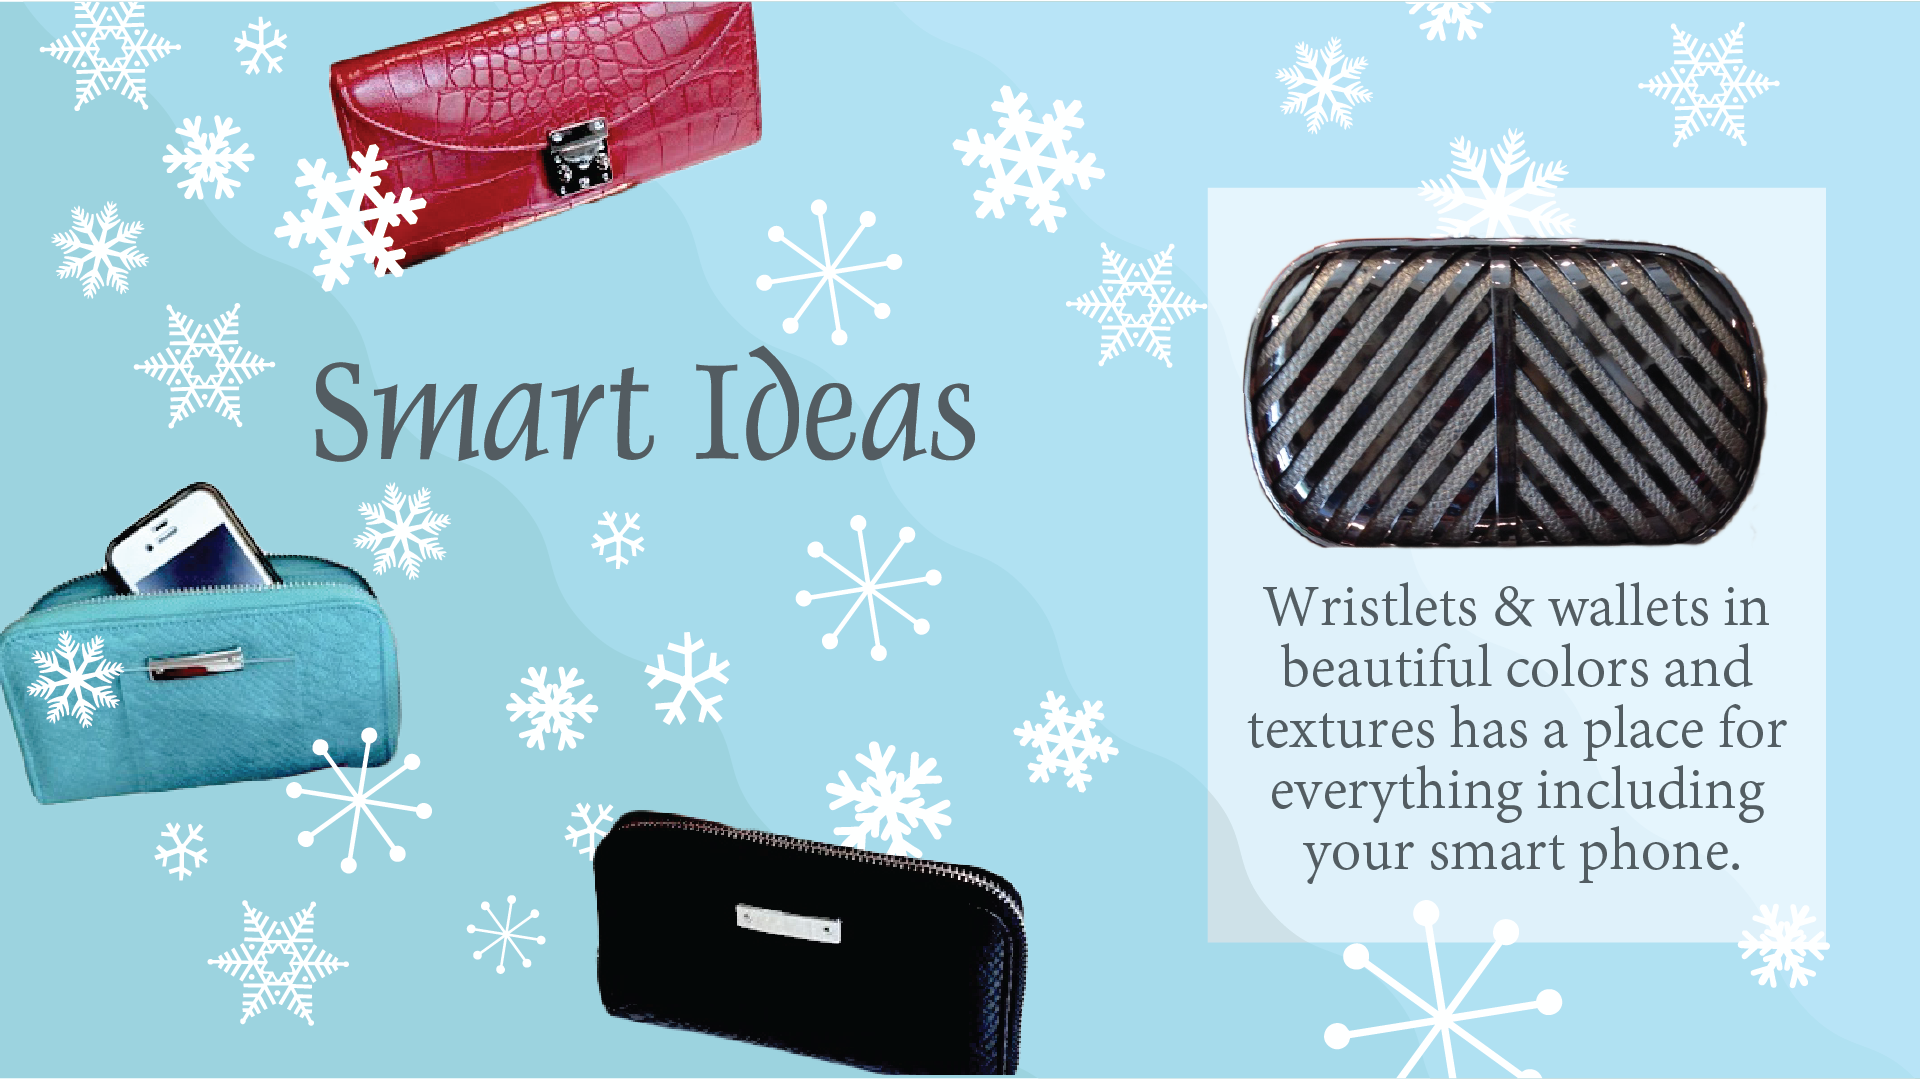 Smart Ideas
Wristlets & wallets in
beautiful colors and
textures has a place for
everything including
your smart phone.